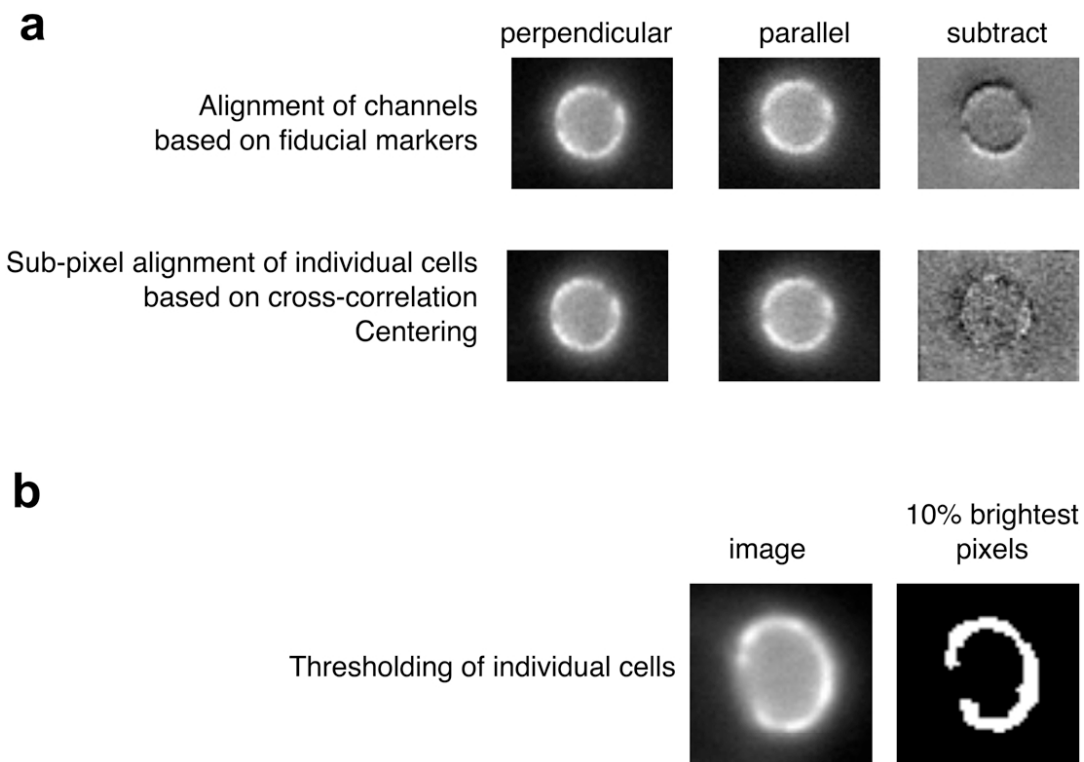 a
perpendicular
parallel
subtract
Alignment of channels
based on fiducial markers
Sub-pixel alignment of individual cells
based on cross-correlation
Centering
b
image
10% brightest
pixels
Thresholding of individual cells